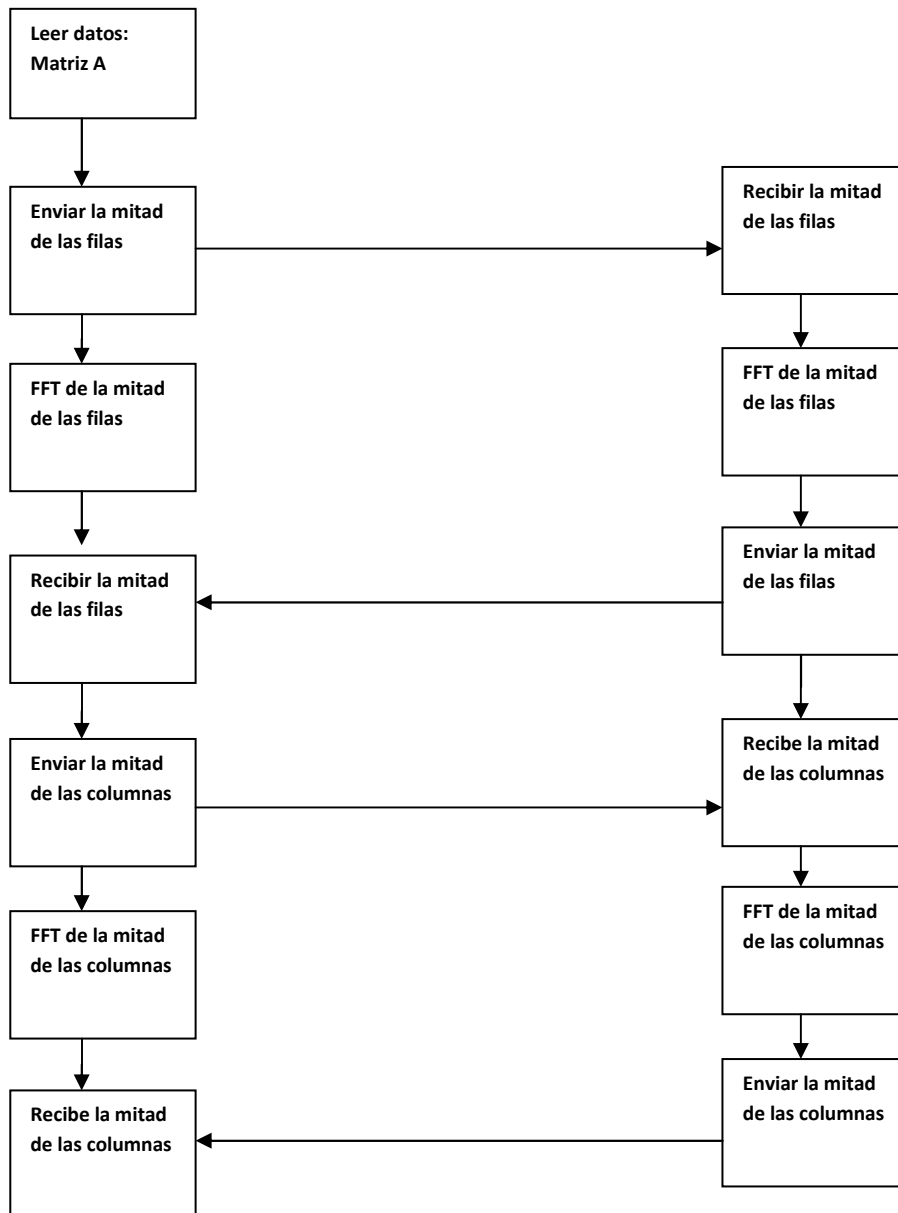 Leer datos:
Matriz A
Enviar la mitad
de las filas
Recibir la mitad
de las filas
FFT de la mitad
de las filas
FFT de la mitad
de las filas
Recibir la mitad
de las filas
Enviar la mitad
de las filas
Enviar la mitad
de las columnas
Recibe la mitad
de las columnas
FFT de la mitad
de las columnas
FFT de la mitad
de las columnas
Recibe la mitad
de las columnas
Enviar la mitad
de las columnas